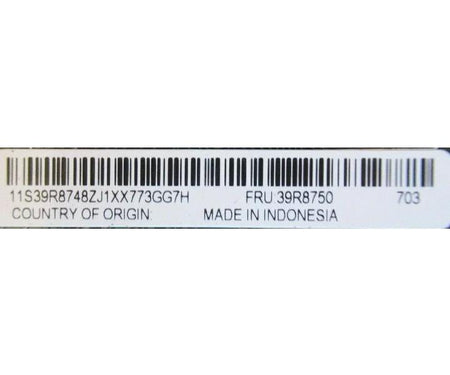 11S39R8748ZJ1XX773GG7H FRU 39R8750 703
COUNTRY OF ORIGIN: MADE IN INDONESIA